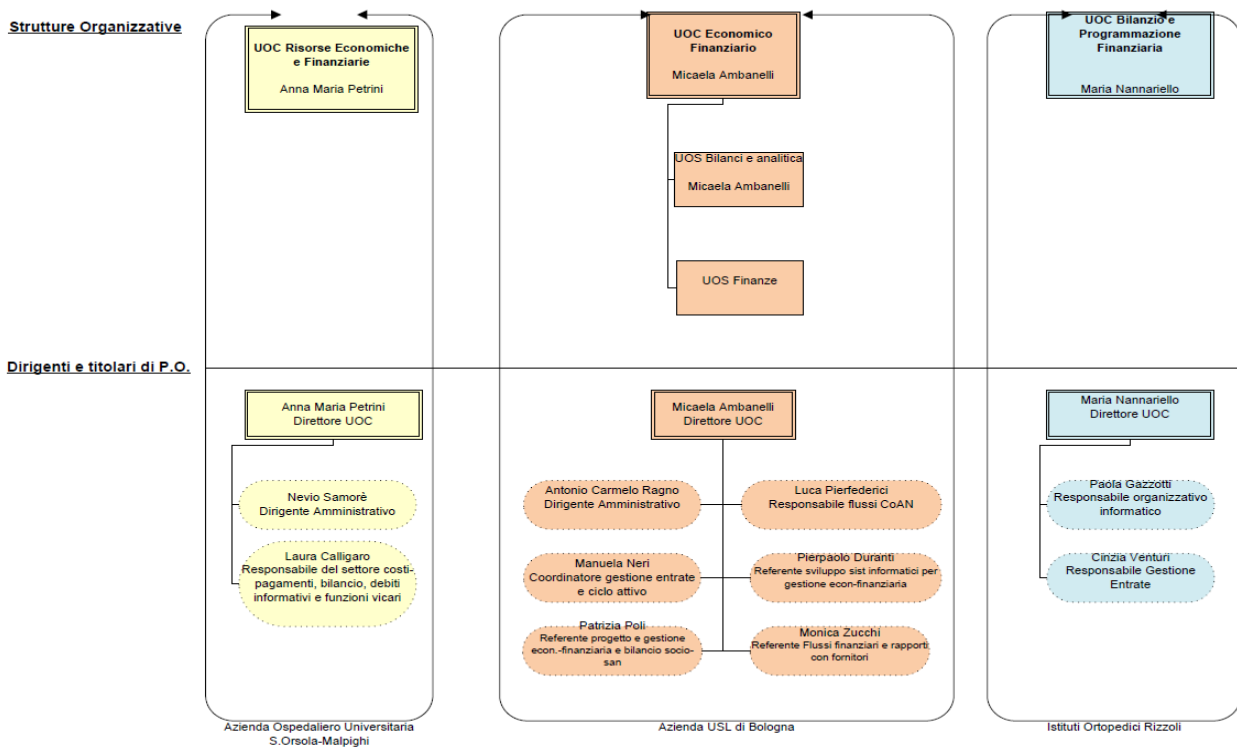 Strutture Organizzative
UOC Risorse Economiche
e Finanziarie
Anna Maria Petrini
UOC Economico
Finanziario
Micaela Ambanelli
UOC Bilanzio e
Programmazione
Finanziaria
Maria Nannariello
UOS Bilanci e analitica
Micaela Ambanelli
UOS Finanze
Dirigenti e titolari di P.O.
Anna Maria Petrini
Direttore UOC
Nevio Samorè
Dirigente Amministrativo
Laura Calligaro
Responsabile del settore costi-
pagamenti, bilancio, debiti
informativi e funzioni vicari
Micaela Ambanelli
Direttore UOC
Antonio Carmelo Ragno
Dirigente Amministrativo
Luca Pierfederici
Responsabile flussi CoAN
Manuela Neri
Coordinatore gestione entrate
e ciclo attivo
Pierpaolo Duranti
Referente sviluppo sist informatici per
gestione econ-finanziaria
Patrizia Poli
Referente progetto e gestione
econ.-finanziaria e bilancio socio-
san
Monica Zucchi
Referente Flussi finanziari e rapporti
con fornitori
Maria Nannariello
Direttore UOC
Paola Gazzotti
Responsabile organizzativo
informatico
Cinzia Venturi
Responsabile Gestione
Entrate
Azienda Ospedaliero Universitaria
S.Orsola-Malpighi
Azienda USL di Bologna
Istituti Ortopedici Rizzoli